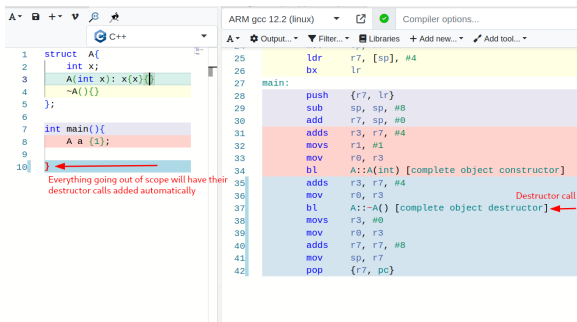 A
C++
1 struct A{
2 int x;
3 A(int x): x{x}{}
4 ~A(){}
5 };
6
7 int main(){
8 A a {1};
9
10 }
Everything going out of scope will have their
destructor calls added automatically
ARM gcc 12.2 (linux)
Compiler options...
A Output... Filter... Libraries + Add new... Add tool...
25 ldr r7, [sp], #4
26 bx lr
27 main:
28 push {r7, lr}
29 sub sp, sp, #8
30 add r7, sp, #0
31 adds r3, r7, #4
32 movs r1, #1
33 mov r0, r3
34 bl A::A(int) [complete object constructor]
35 adds r3, r7, #4
36 mov r0, r3
Destructor call
37 bl A::~A() [complete object destructor]
38 movs r3, #0
39 mov r0, r3
40 adds r7, r7, #8
41 mov sp, r7
42 pop {r7, pc}